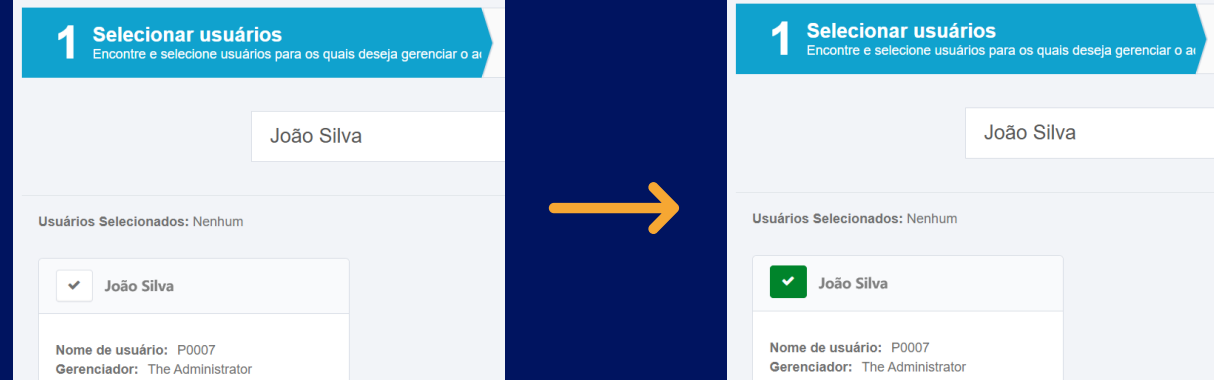 1 Selecionar usuários
Encontre e selecione usuários para os quais deseja gerenciar o a
João Silva
Usuários Selecionados: Nenhum
João Silva
Nome de usuário: P0007
Gerenciador: The Administrator
1 Selecionar usuários
Encontre e selecione usuários para os quais deseja gerenciar o a
João Silva
Usuários Selecionados: Nenhum
João Silva
Nome de usuário: P0007
Gerenciador: The Administrator